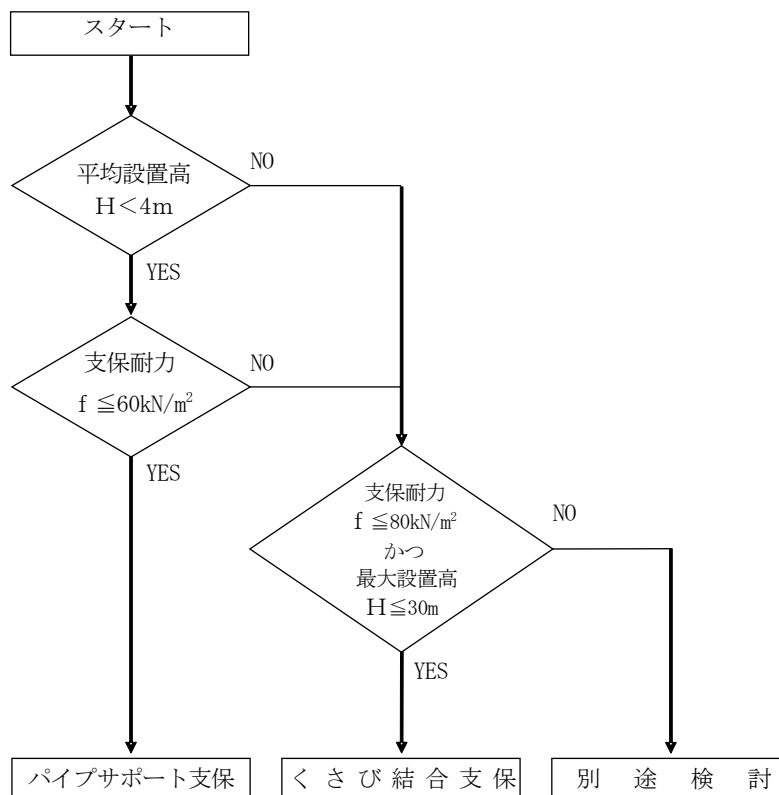 スタート
平均設置高
H＜4m
NO
YES
支保耐力
f ≦60kN/m²
NO
YES
支保耐力
f ≦80kN/m²
かつ
最大設置高
H≦30m
NO
YES
パイプサポート支保
くさび結合支保
別途検討